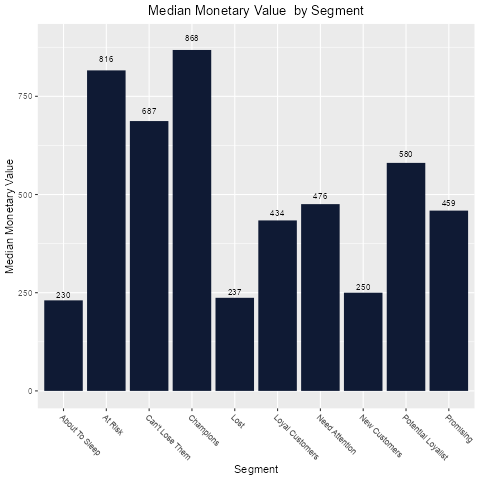 Median Monetary Value  by Segment
868
816
687
580
476
459
434
230
237
250
750
500
250
0
Median Monetary Value
About To Sleep
At Risk
Can't Lose Them
Champions
Lost
Loyal Customers
Need Attention
New Customers
Potential Loyalist
Promising
Segment